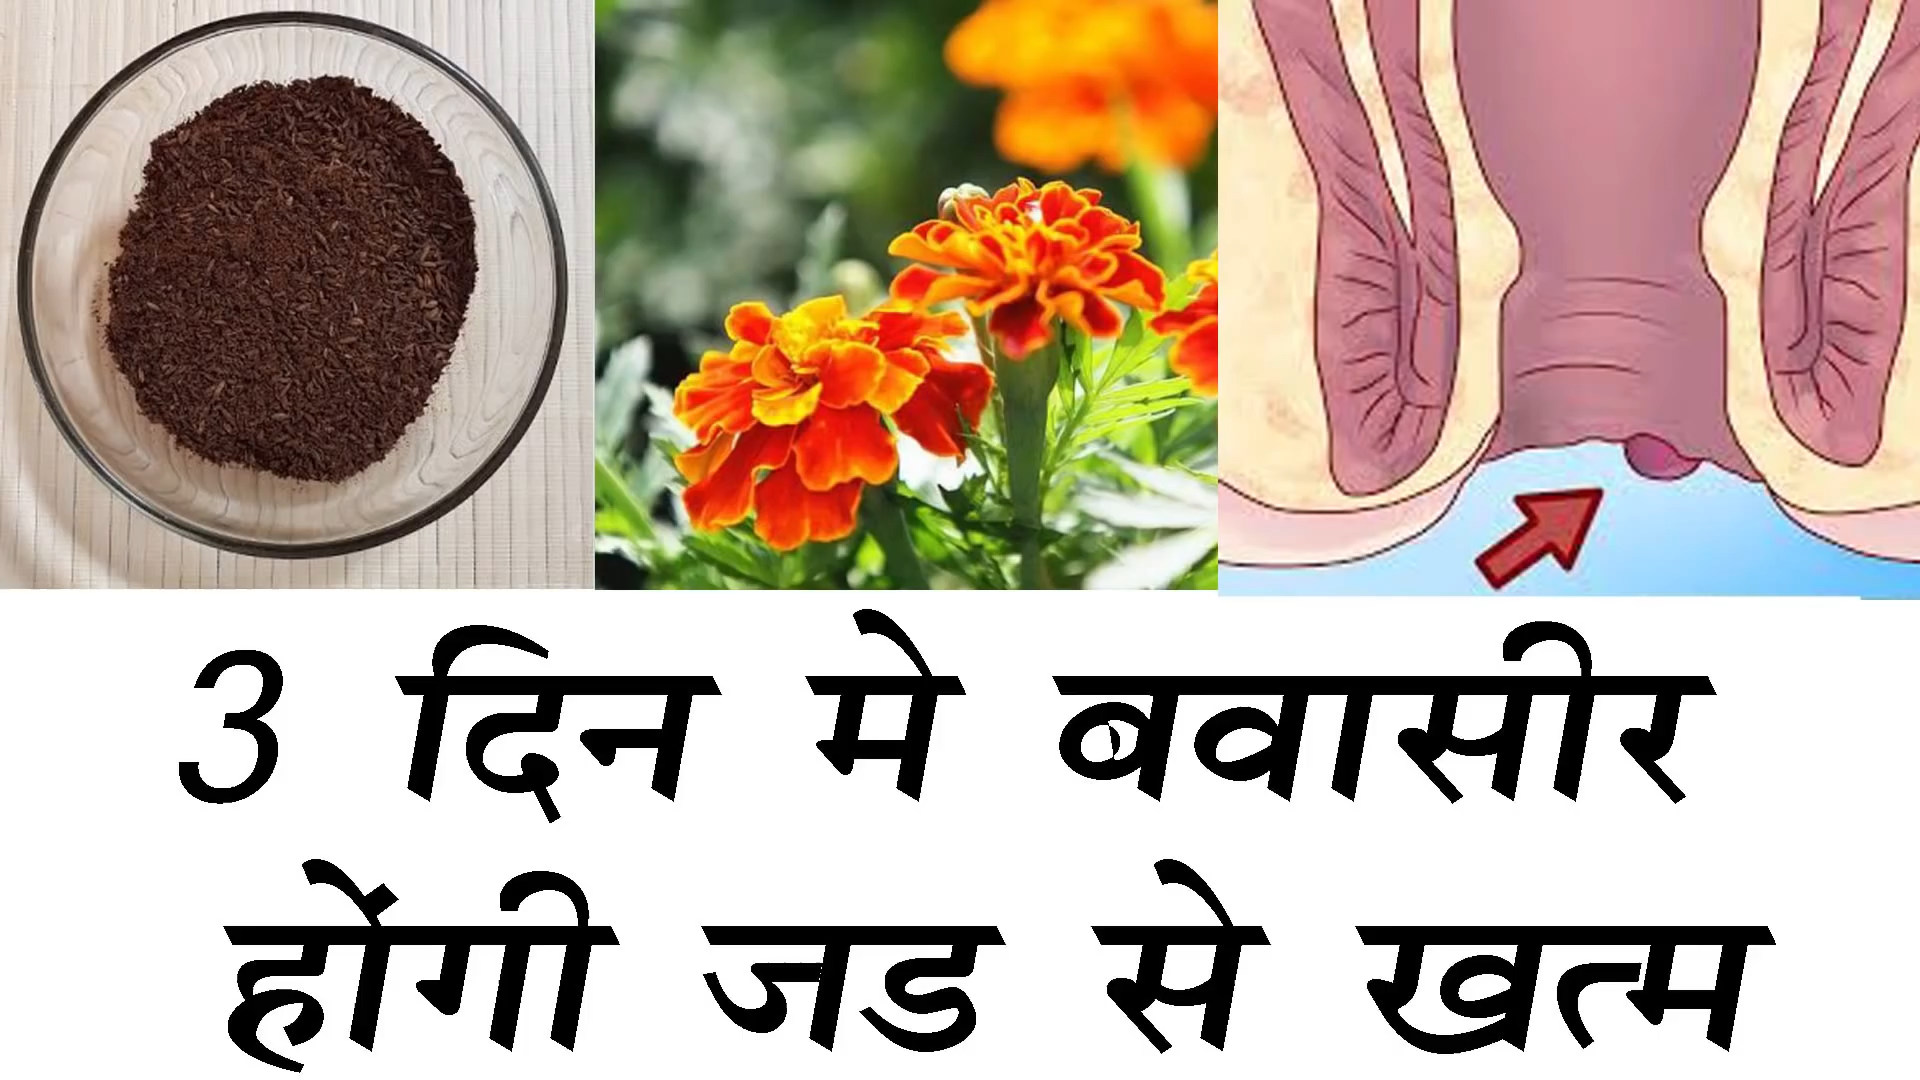 3 दिन मे बवासीर
होंगी जड से खत्म